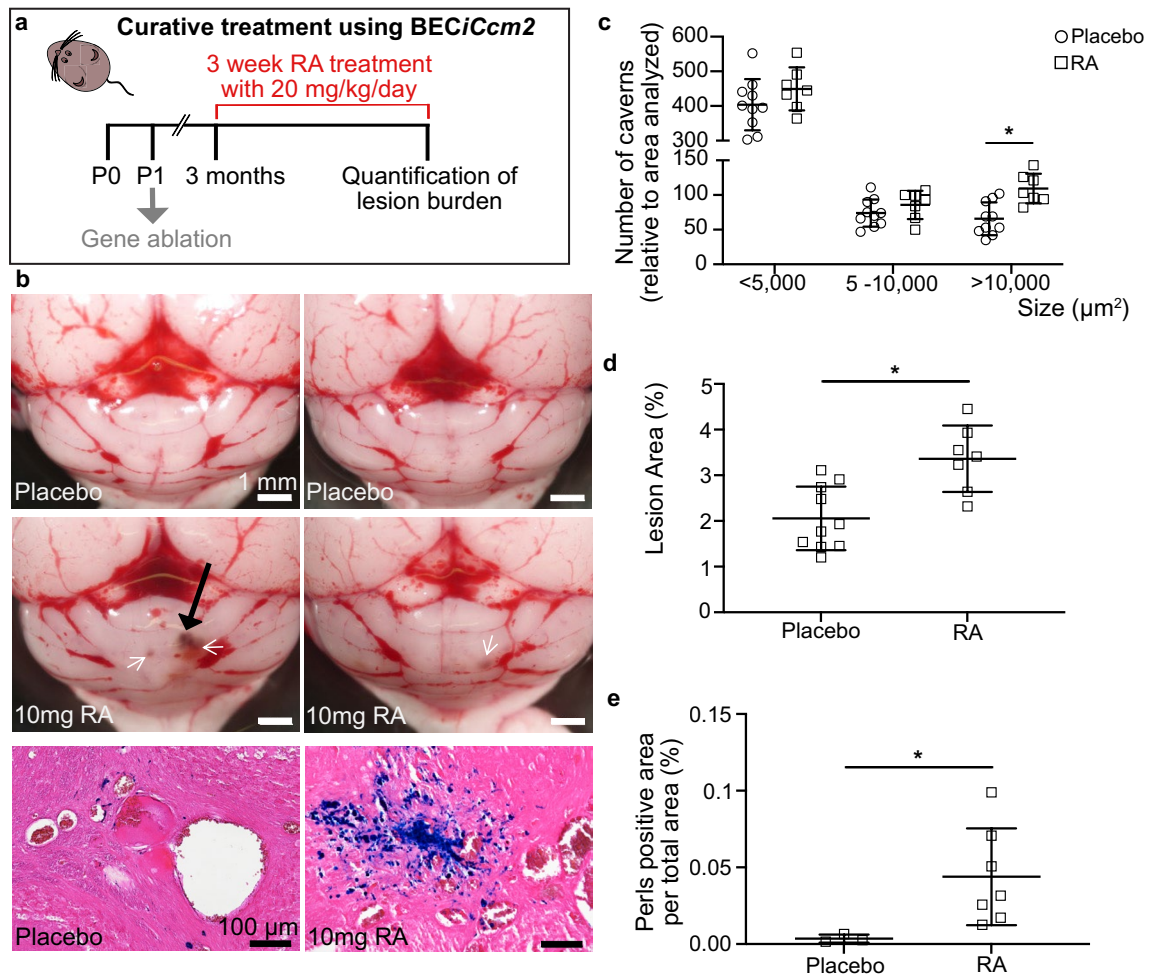 a
Curative treatment using BECiCcm2
3 week RA treatment
with 20 mg/kg/day
P0
P1
3 months
Quantification of
lesion burden
Gene ablation
b
Placebo
1 mm
Placebo
10mg RA
10mg RA
Placebo
100 µm
10mg RA
c
Placebo
RA
Number of caverns
(relative to area analyzed)
600
500
400
300
150
100
50
0
*
<5,000
5 -10,000
>10,000
Size (µm²)
d
Lesion Area (%)
5
4
3
2
1
0
*
Placebo
RA
e
Perls positive area
per total area (%)
0.15
0.1
0.05
0.00
*
Placebo
RA